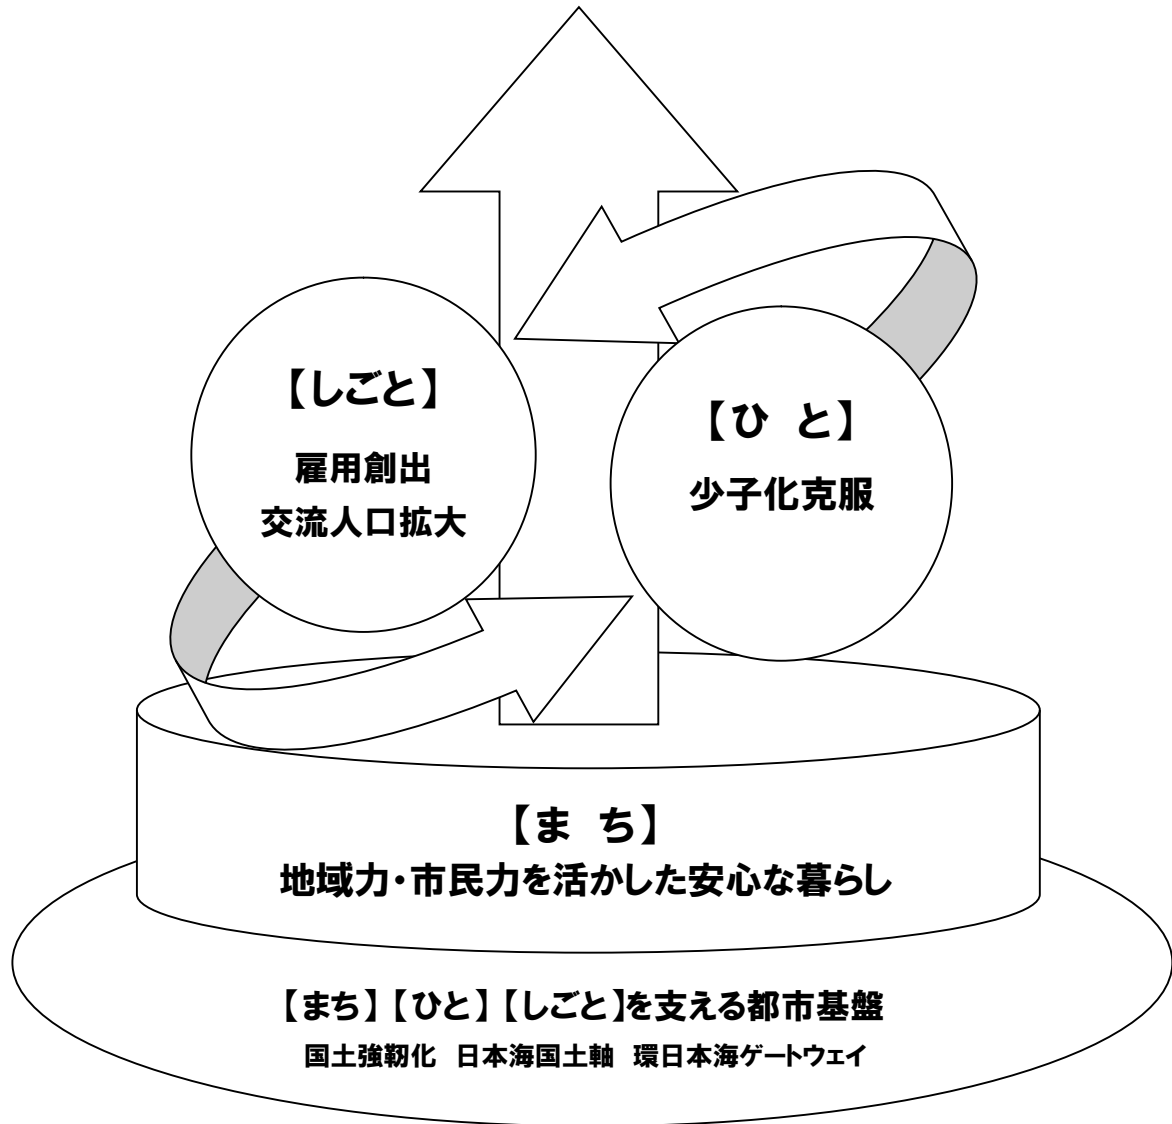 【しごと】
雇用創出
交流人口拡大
【ひ と】
少子化克服
【ま ち】
地域力・市民力を活かした安心な暮らし
【まち】【ひと】【しごと】を支える都市基盤
国土強靭化 日本海国土軸 環日本海ゲートウェイ